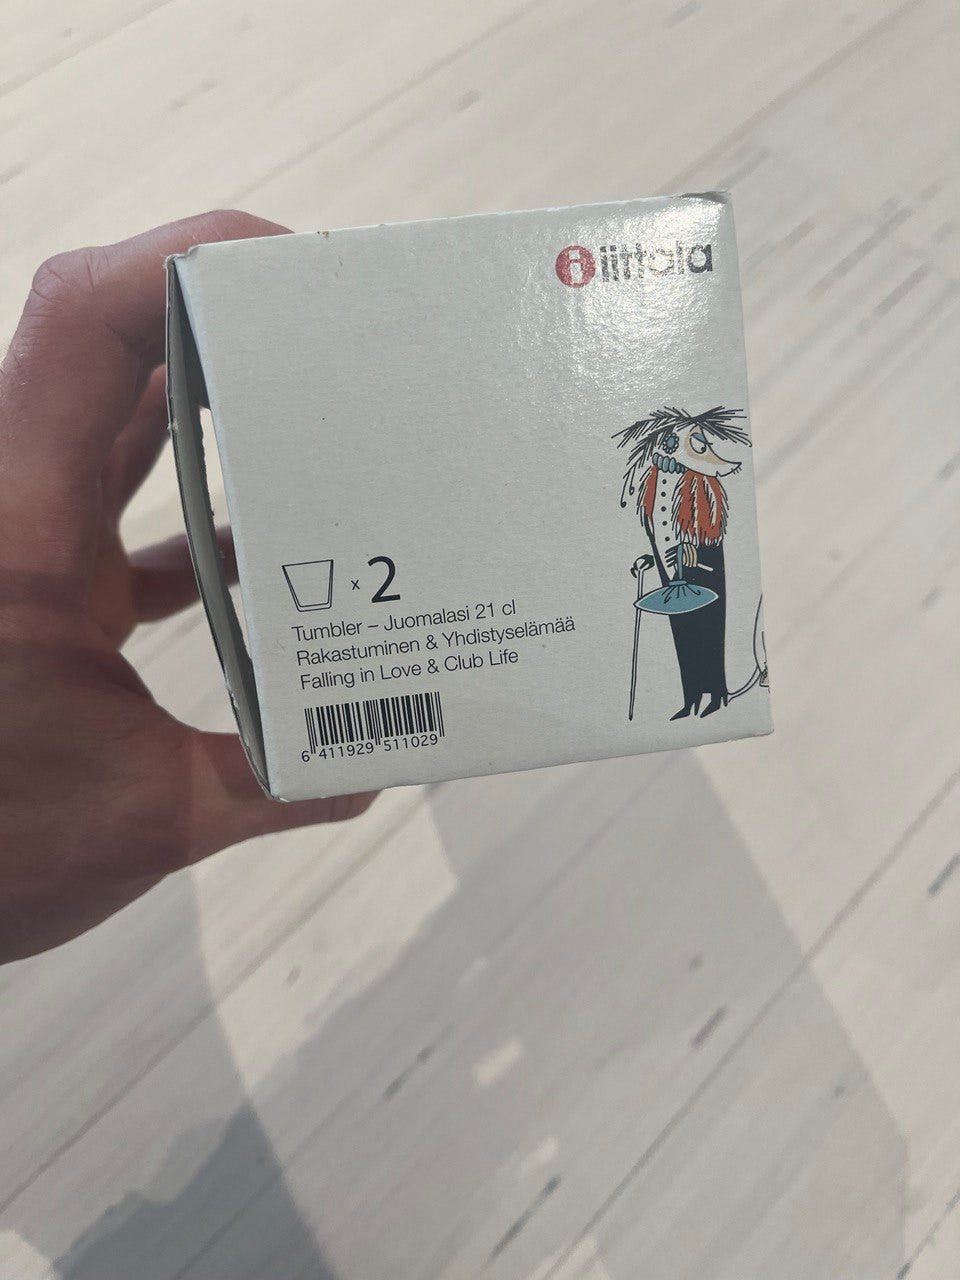 iittala
x 2
Tumbler – Juomalasi 21 cl
Rakastuminen & Yhdistyselämää
Falling in Love & Club Life
6 411929 511029